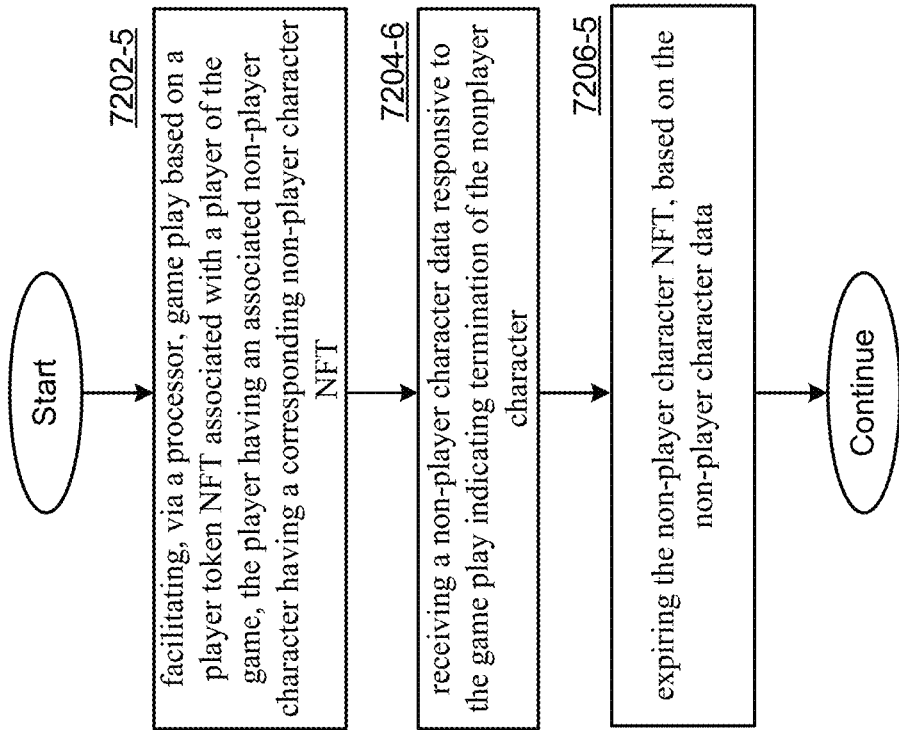 Start
7202-5
facilitating, via a processor, game play based on a
player token NFT associated with a player of the
game, the player having an associated non-player
character having a corresponding non-player character
NFT
7204-6
receiving a non-player character data responsive to
the game play indicating termination of the nonplayer
character
7206-5
expiring the non-player character NFT, based on the
non-player character data
Continue